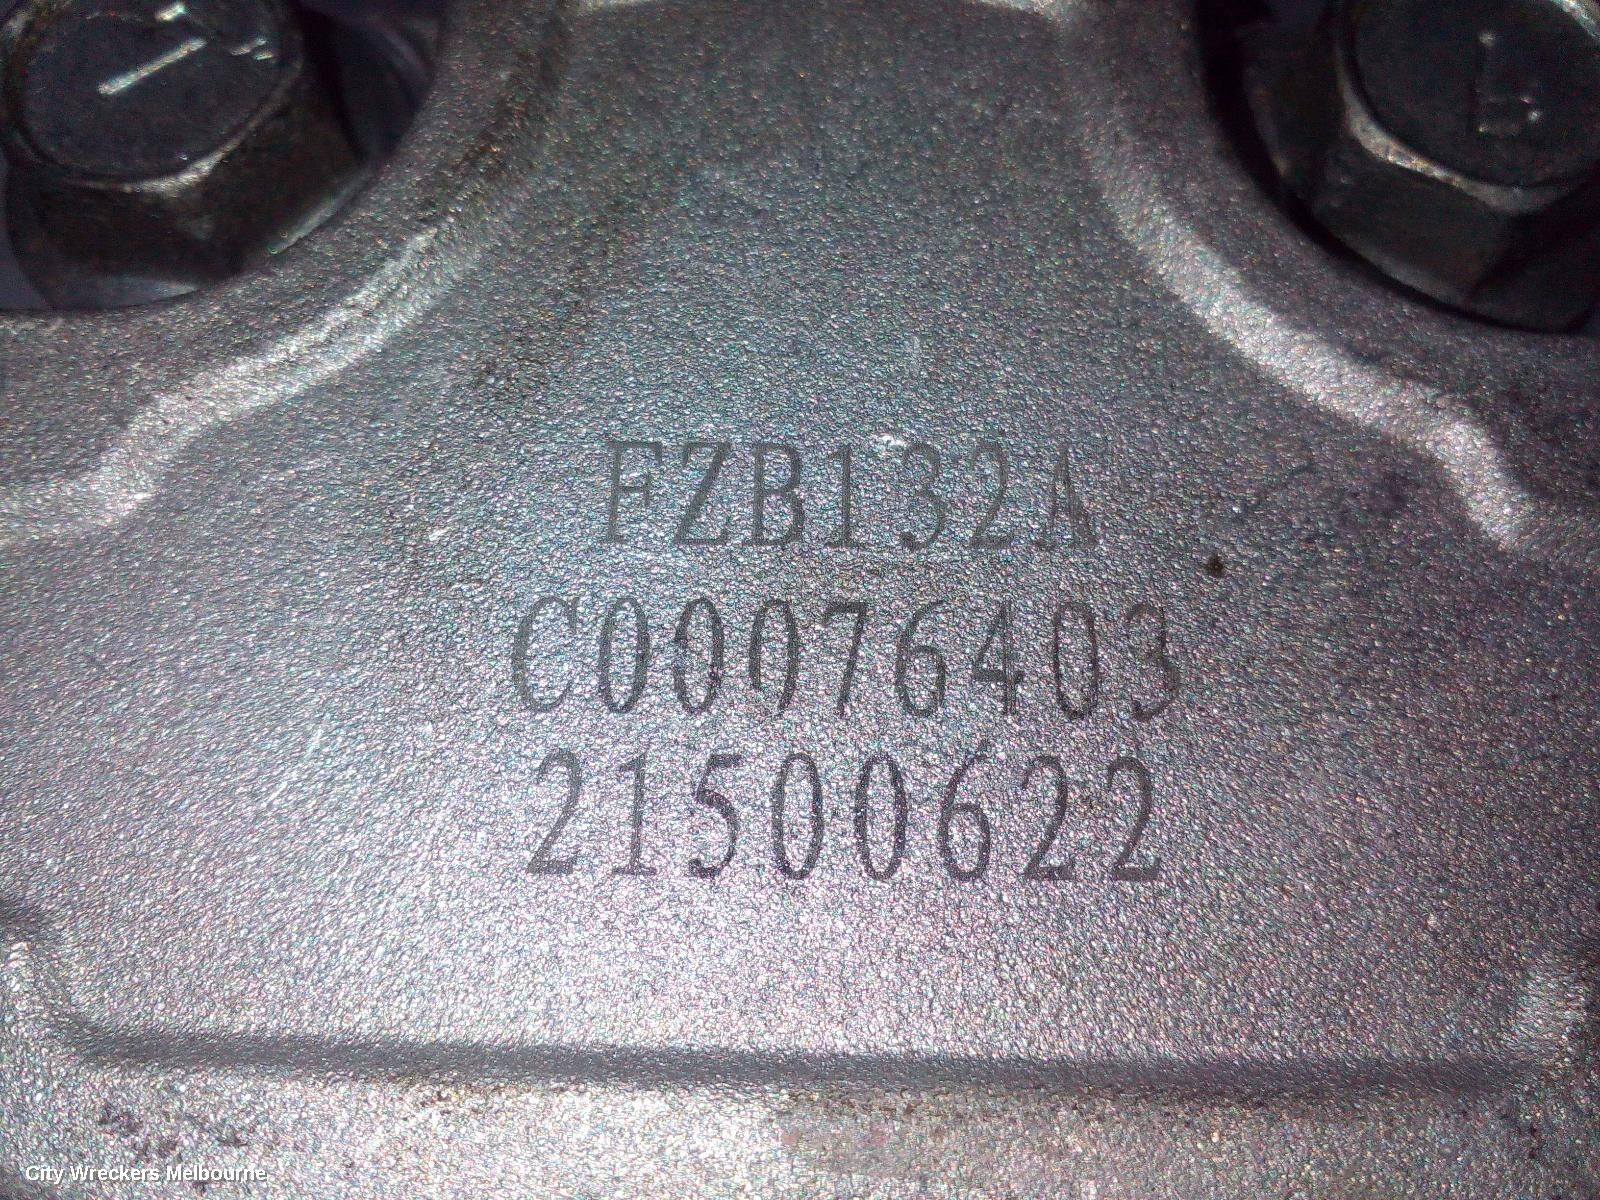 FZB132A
C00076403
21500622
City Wreckers Melbourne